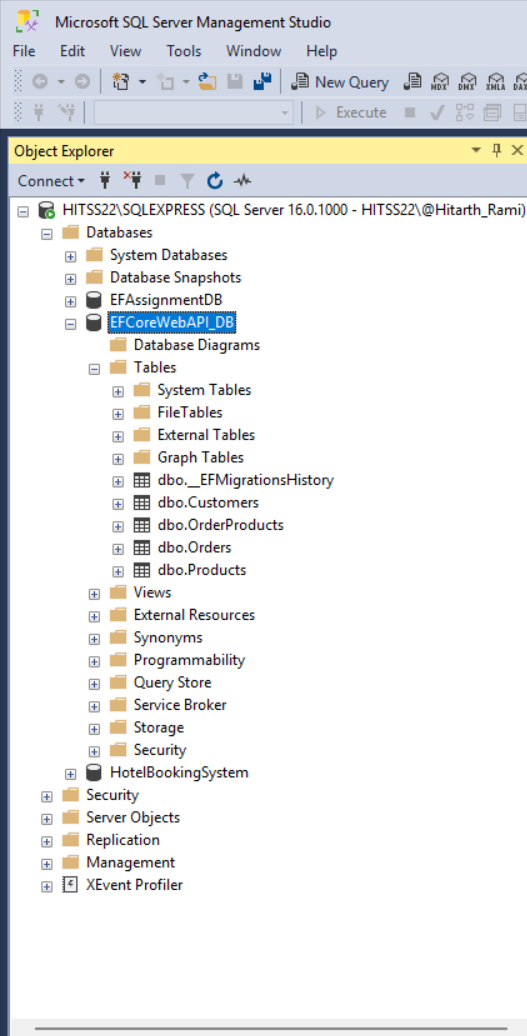 Microsoft SQL Server Management Studio
File Edit View Tools Window Help
New Query MDX DMX XMLA DAX
Execute
Object Explorer
Connect
HITSS22\SQLEXPRESS (SQL Server 16.0.1000 - HITSS22\@Hitarth_Rami)
Databases
System Databases
Database Snapshots
EFAssignmentDB
EFCoreWebAPI_DB
Database Diagrams
Tables
System Tables
FileTables
External Tables
Graph Tables
dbo.__EFMigrationsHistory
dbo.Customers
dbo.OrderProducts
dbo.Orders
dbo.Products
Views
External Resources
Synonyms
Programmability
Query Store
Service Broker
Storage
Security
HotelBookingSystem
Security
Server Objects
Replication
Management
XEvent Profiler